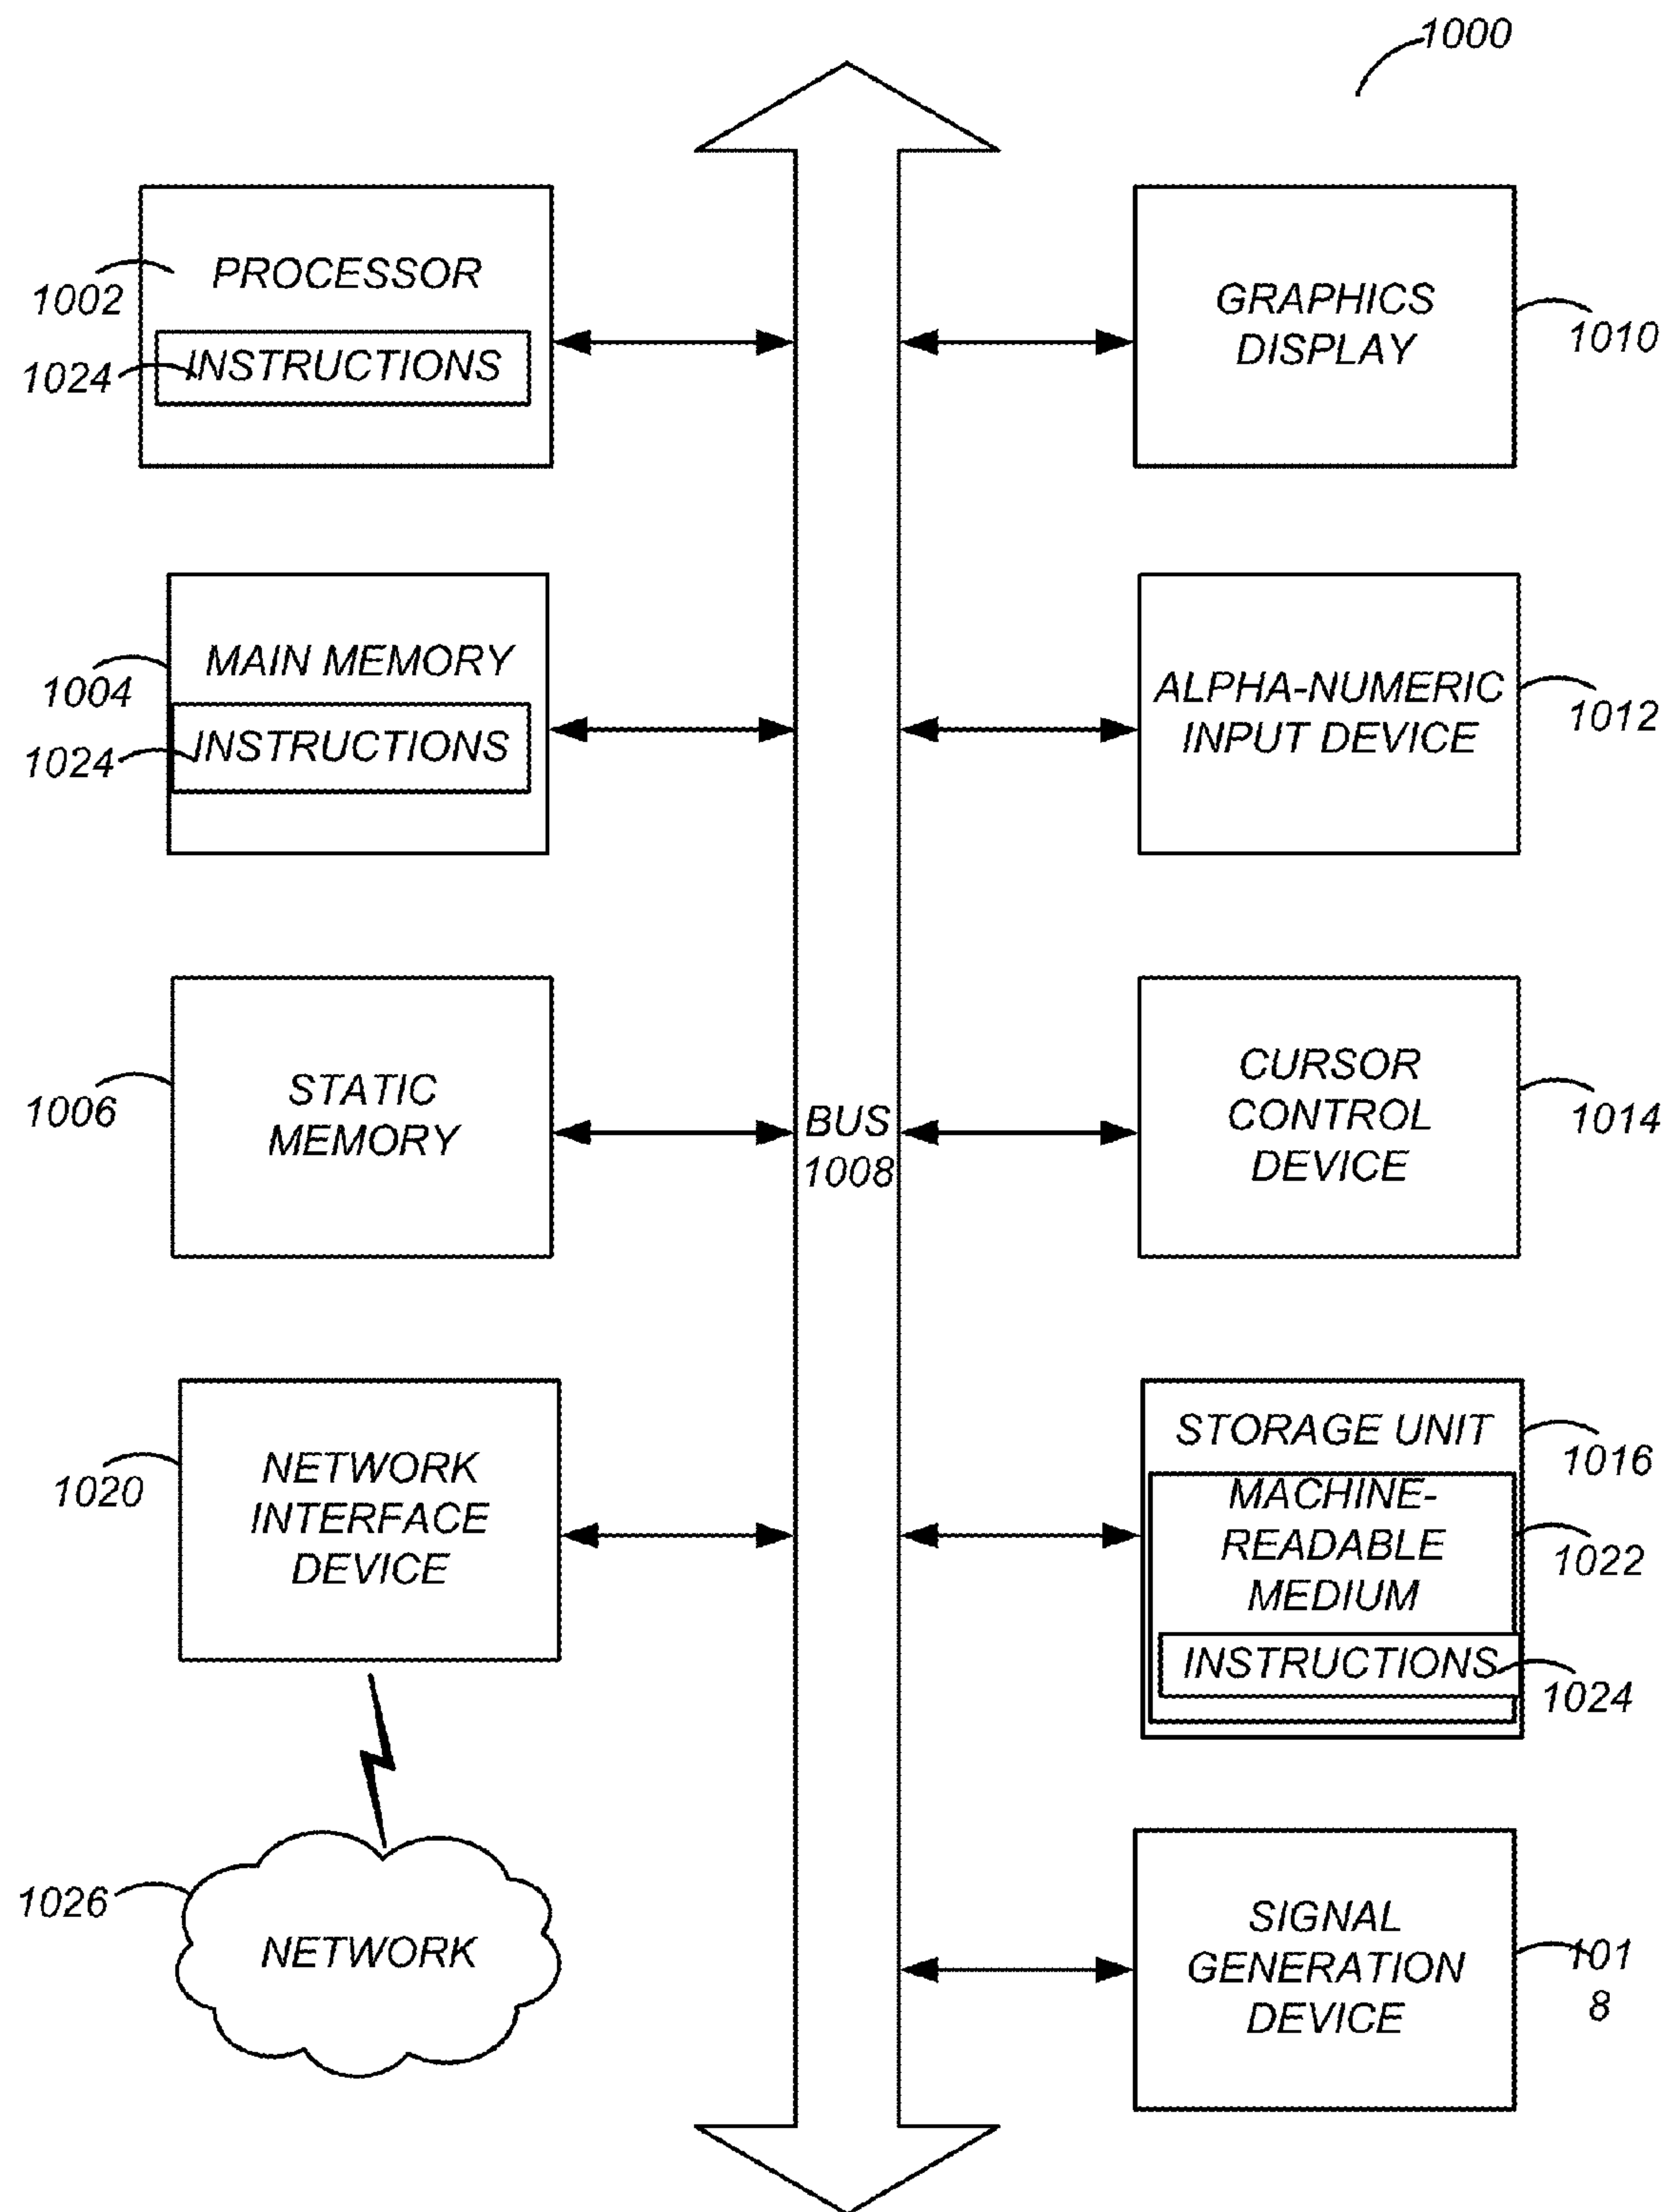 1000
PROCESSOR
1002
INSTRUCTIONS
1024
GRAPHICS
DISPLAY
1010
MAIN MEMORY
1004
INSTRUCTIONS
1024
ALPHA-NUMERIC
INPUT DEVICE
1012
STATIC
MEMORY
1006
BUS
1008
CURSOR
CONTROL
DEVICE
1014
NETWORK
INTERFACE
DEVICE
1020
STORAGE UNIT
1016
MACHINE-
READABLE
MEDIUM
1022
INSTRUCTIONS
1024
NETWORK
1026
SIGNAL
GENERATION
DEVICE
101
8